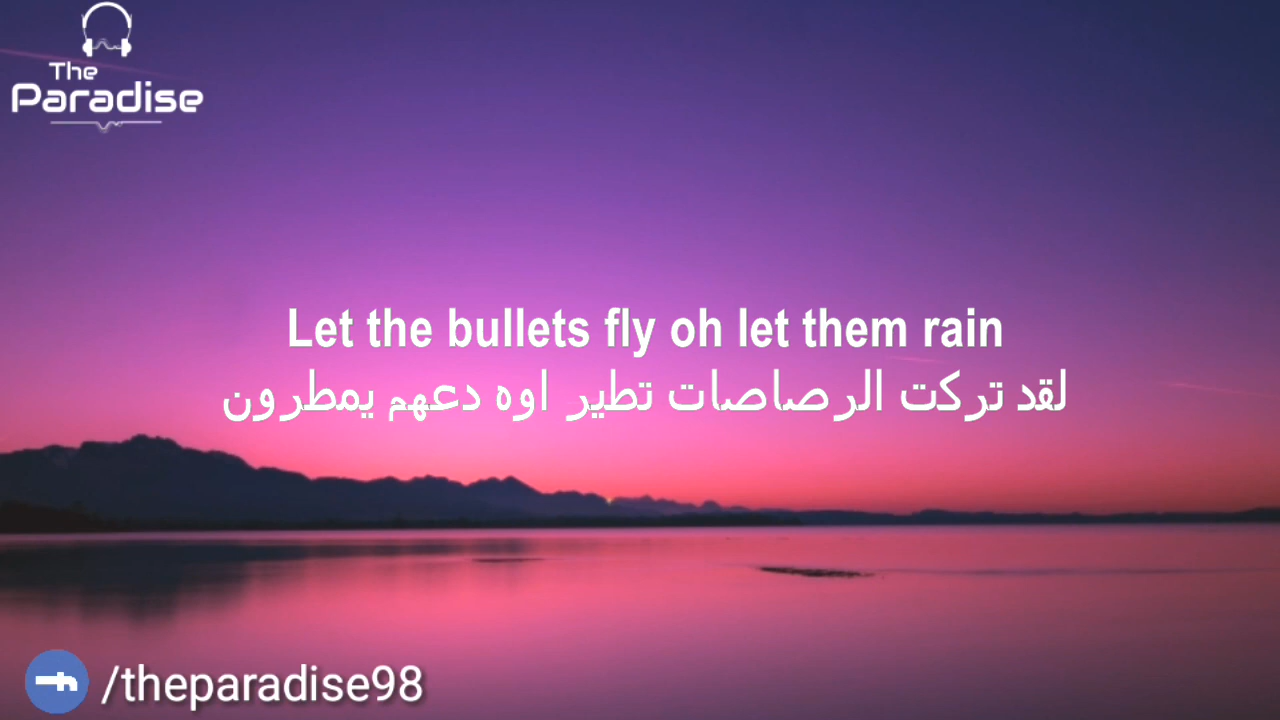 The
Paradise
Let the bullets fly oh let them rain
لقد تركت الرصاصات تطير اوه دعهم يمطرون
/theparadise98